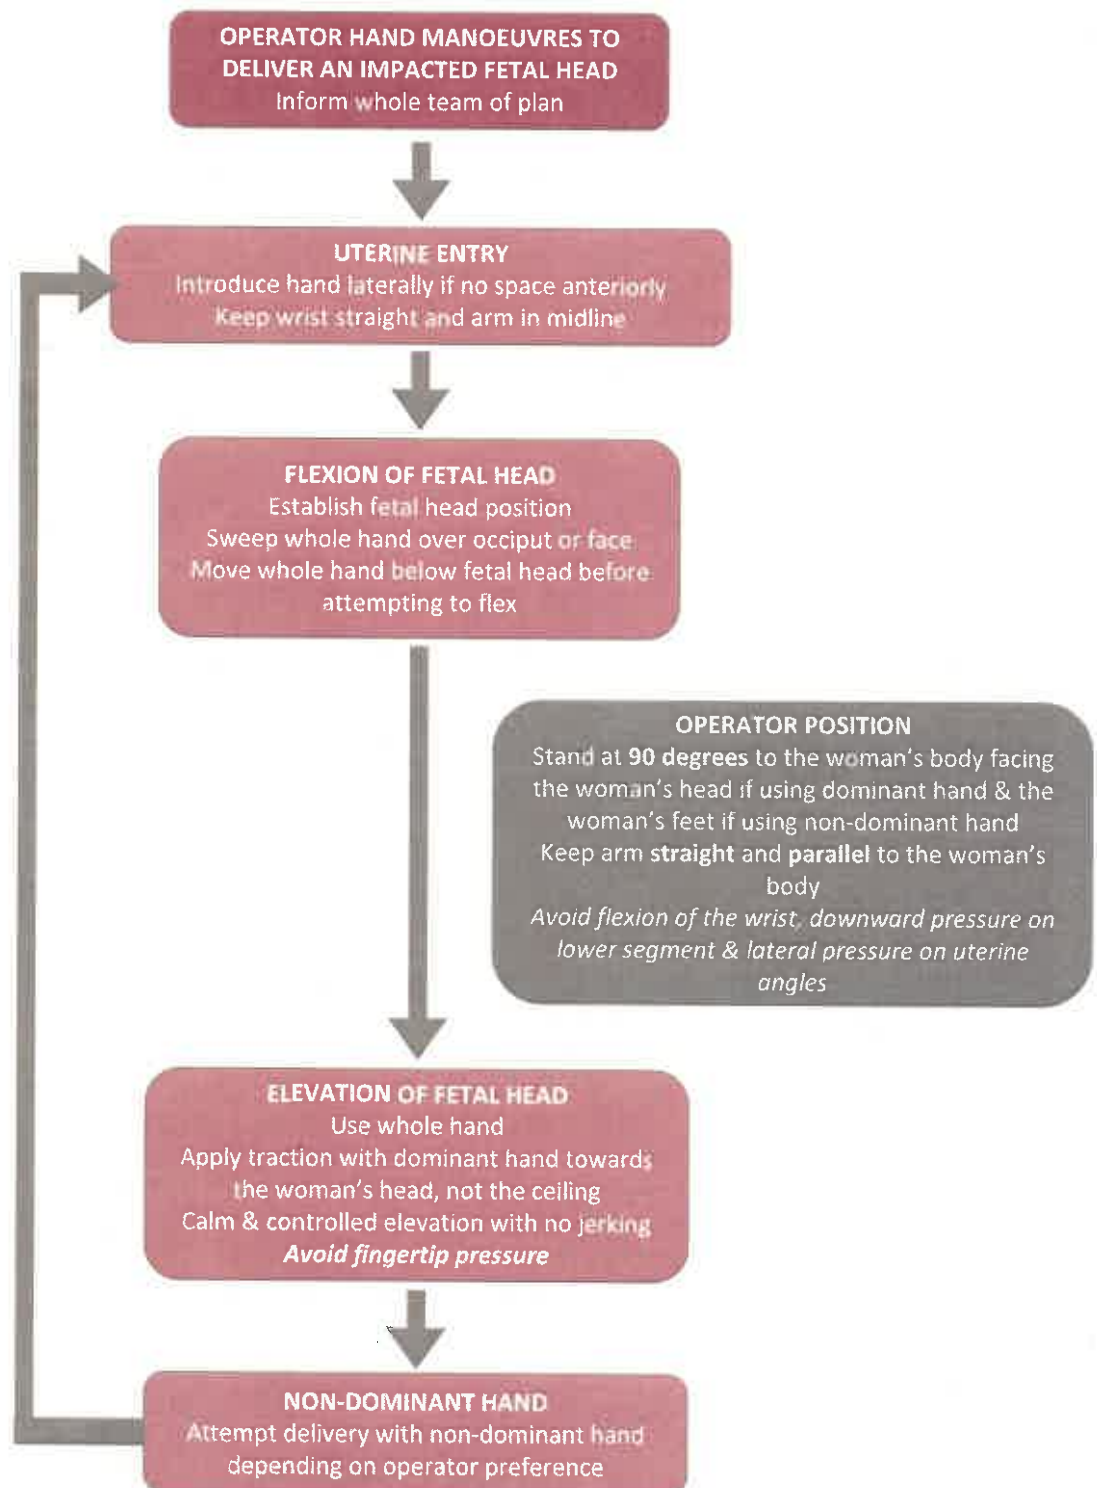 OPERATOR HAND MANOEUVRES TO
DELIVER AN IMPACTED FETAL HEAD
Inform whole team of plan
UTERINE ENTRY
Introduce hand laterally if no space anteriorly
Keep wrist straight and arm in midline
FLEXION OF FETAL HEAD
Establish fetal head position
Sweep whole hand over occiput or face
Move whole hand below fetal head before
attempting to flex
OPERATOR POSITION
Stand at 90 degrees to the woman's body facing
the woman's head if using dominant hand & the
woman's feet if using non-dominant hand
Keep arm straight and parallel to the woman's
body
Avoid flexion of the wrist, downward pressure on
lower segment & lateral pressure on uterine
angles
ELEVATION OF FETAL HEAD
Use whole hand
Apply traction with dominant hand towards
the woman's head, not the ceiling
Calm & controlled elevation with no jerking
Avoid fingertip pressure
NON-DOMINANT HAND
Attempt delivery with non-dominant hand
depending on operator preference